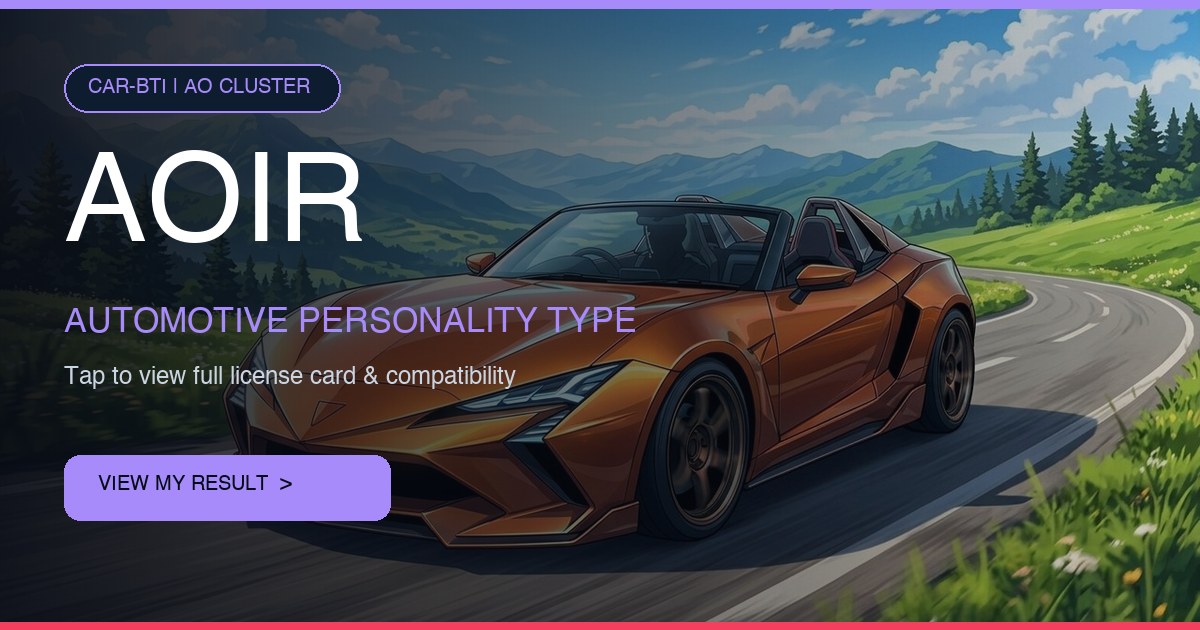 CAR-BTI | AO CLUSTER
AOIR
AUTOMOTIVE PERSONALITY TYPE
Tap to view full license card & compatibility
VIEW MY RESULT >